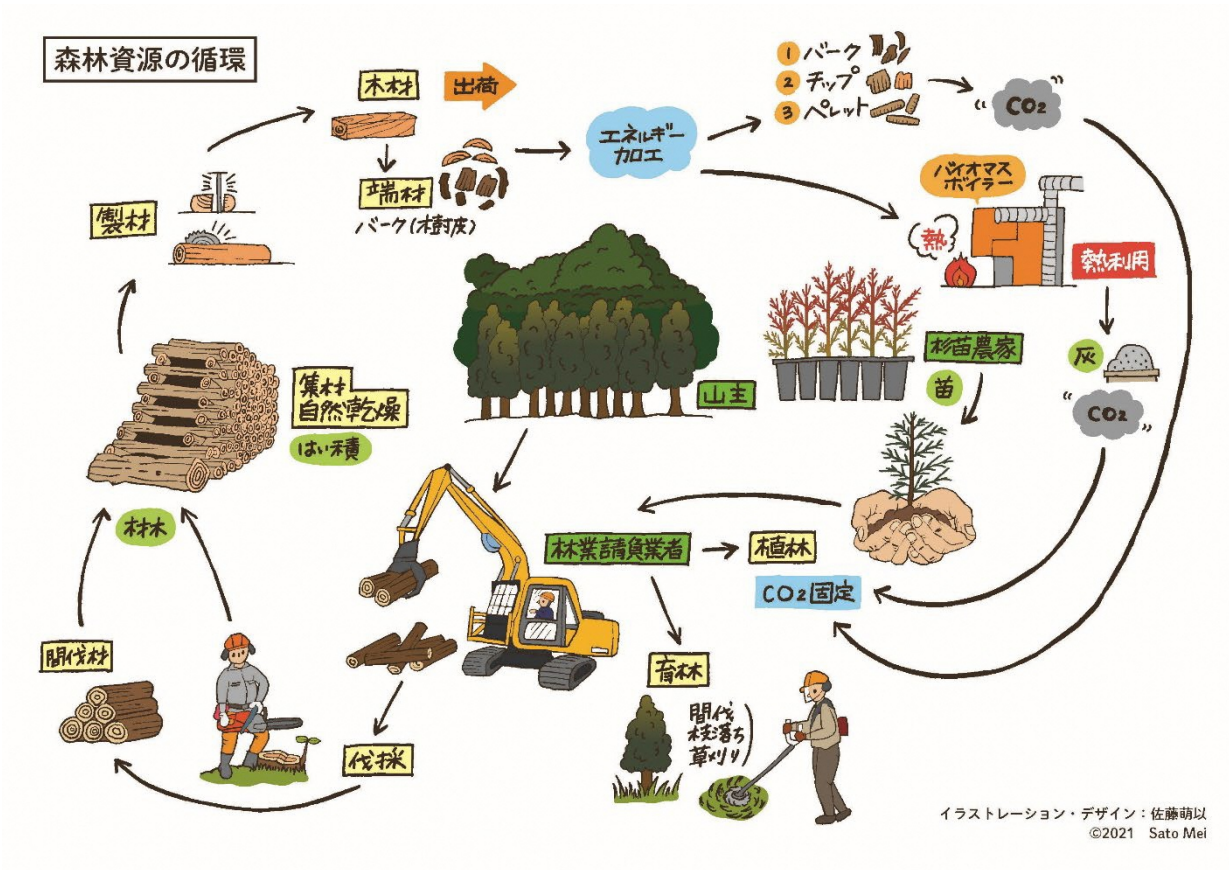 森林資源の循環
木材
出荷
端材
バーク(樹皮)
製材
エネルギー
加工
1 バーク
2 チップ
3 ペレット
CO2
バイオマス
ボイラー
熱
熱利用
灰
CO2
杉苗農家
苗
山主
集材
自然乾燥
はい積
材木
間伐材
伐採
林業請負業者
植林
CO2固定
育林
間伐
枝落ち
草刈り
イラストレーション・デザイン：佐藤萌以
©2021 Sato Mei